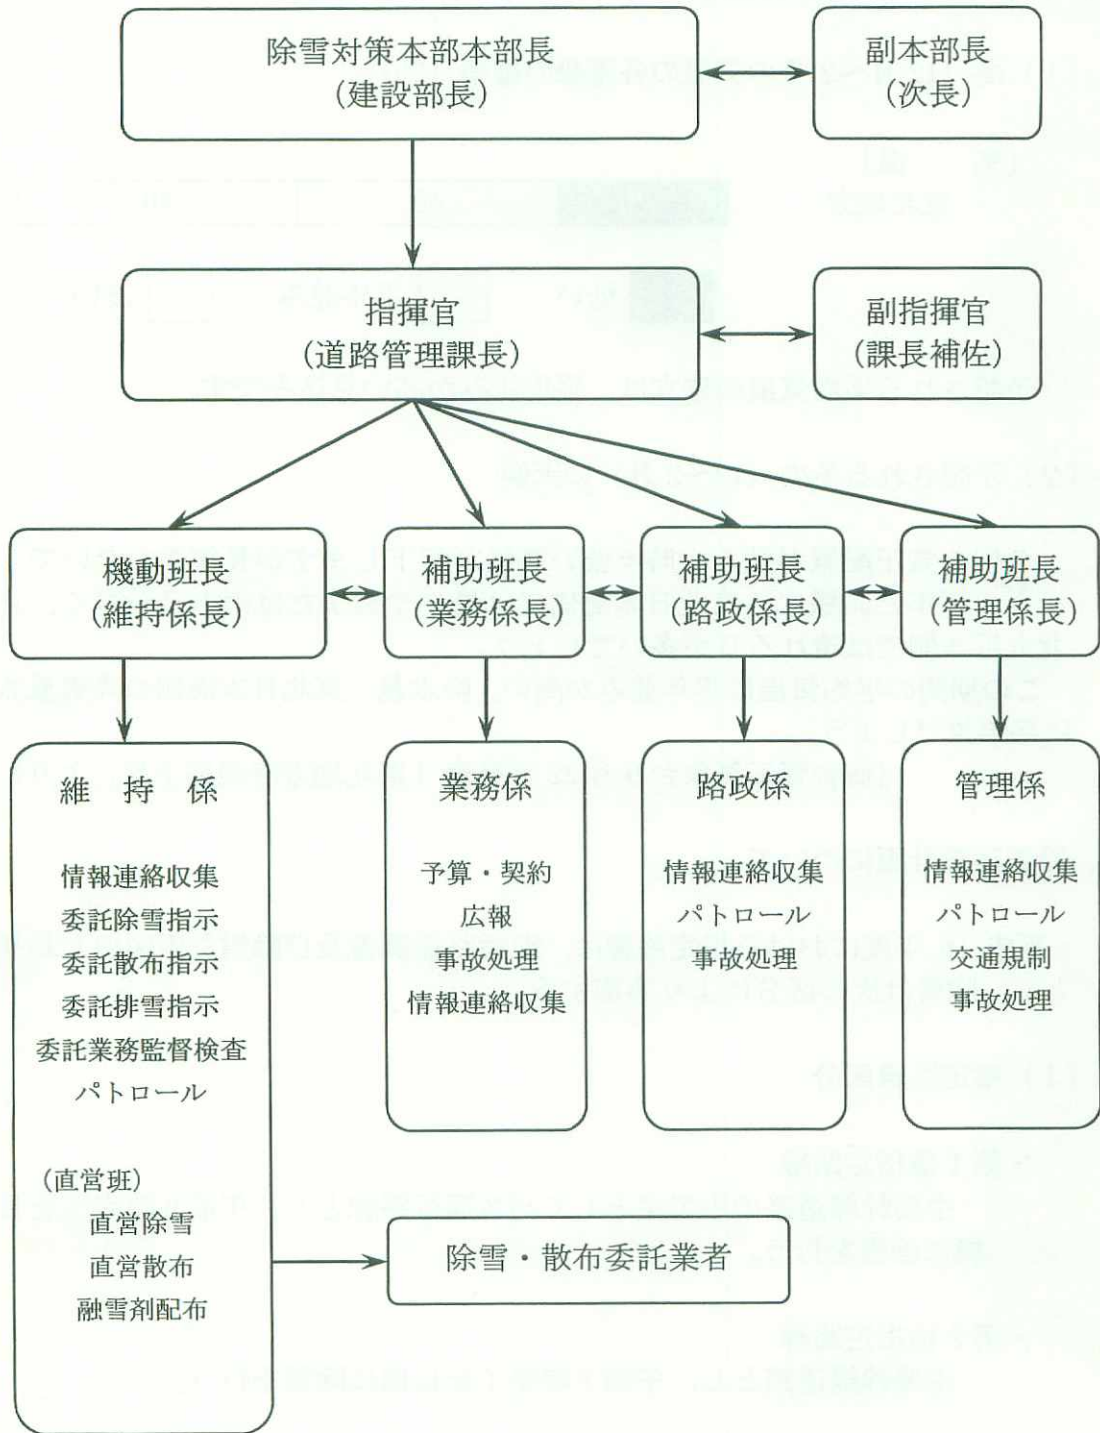 除雪対策本部本部長
(建設部長)
副本部長
(次長)
指揮官
(道路管理課長)
副指揮官
(課長補佐)
機動班長
(維持係長)
補助班長
(業務係長)
補助班長
(路政係長)
補助班長
(管理係長)
維 持 係
情報連絡収集
委託除雪指示
委託散布指示
委託排雪指示
委託業務監督検査
パトロール
(直営班)
直営除雪
直営散布
融雪剤配布
業務係
予算・契約
広報
事故処理
情報連絡収集
路政係
情報連絡収集
パトロール
事故処理
管理係
情報連絡収集
パトロール
交通規制
事故処理
除雪・散布委託業者